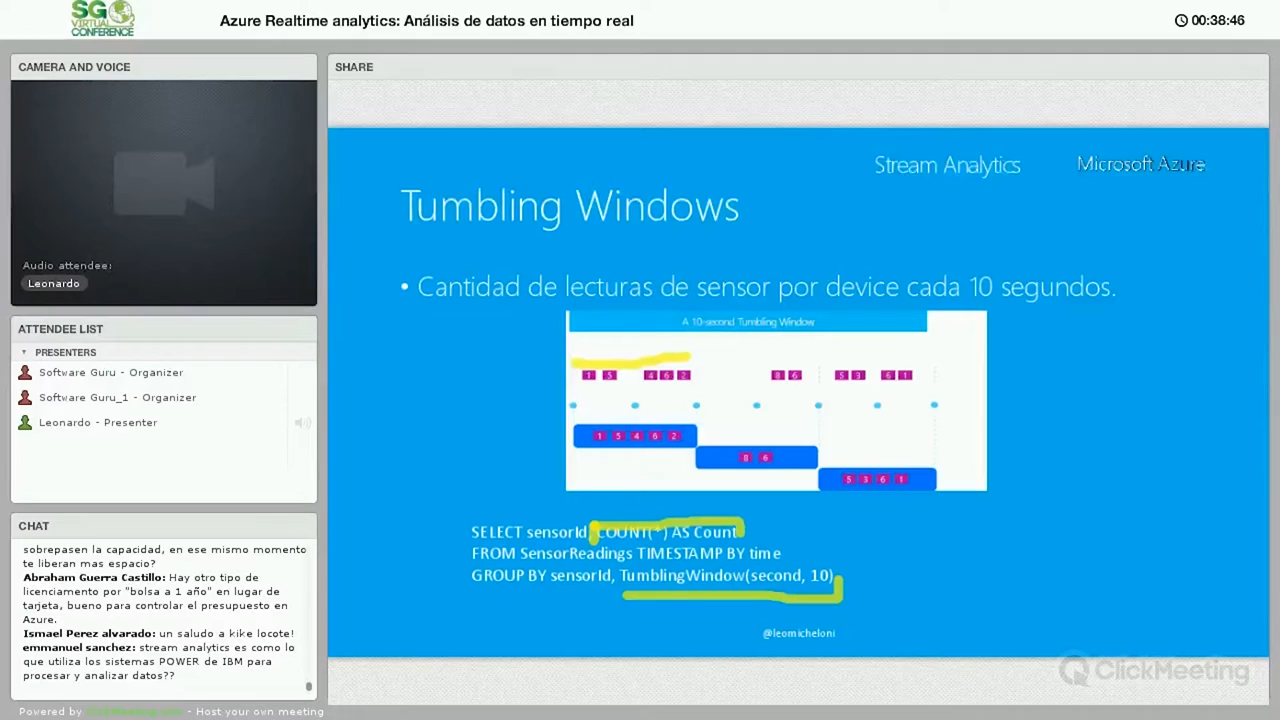 SG
VIRTUAL
CONFERENCE
Azure Realtime analytics: Análisis de datos en tiempo real
00:38:46
CAMERA AND VOICE
Audio attendee:
Leonardo
ATTENDEE LIST
PRESENTERS
Software Guru - Organizer
Software Guru_1 - Organizer
Leonardo - Presenter
CHAT
sobrepasen la capacidad, en ese mismo momento
te liberan mas espacio?
Abraham Guerra Castillo: Hay otro tipo de
licenciamiento por "bolsa a 1 año" en lugar de
tarjeta, bueno para controlar el presupuesto en
Azure.
Ismael Perez alvarado: un saludo a kike locote!
emmanuel sanchez: stream analytics es como lo
que utiliza los sistemas POWER de IBM para
procesar y analizar datos??
Powered by ClickMeeting.com - Host your own meeting
SHARE
Stream Analytics
Microsoft Azure
Tumbling Windows
• Cantidad de lecturas de sensor por device cada 10 segundos.
A 10-second Tumbling Window
1 5 4 6 2 8 6 5 3 6 1
1 5 4 6 2
8 6
5 3 6 1
SELECT sensorId, COUNT(*) AS Count
FROM SensorReadings TIMESTAMP BY time
GROUP BY sensorId, TumblingWindow(second, 10)
@leomicheloni
ClickMeeting